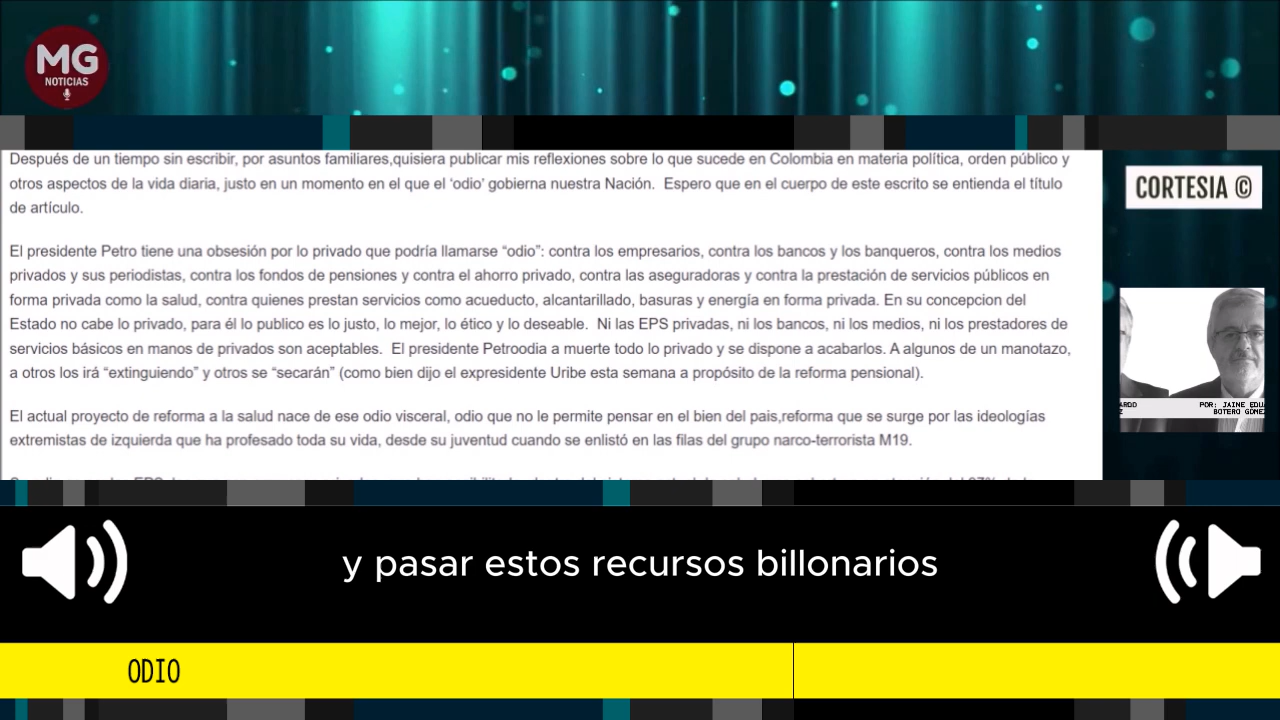 MG
NOTICIAS
Después de un tiempo sin escribir, por asuntos familiares,quisiera publicar mis reflexiones sobre lo que sucede en Colombia en materia política, orden público y
otros aspectos de la vida diaria, justo en un momento en el que el ‘odio’ gobierna nuestra Nación.  Espero que en el cuerpo de este escrito se entienda el título
de artículo.
El presidente Petro tiene una obsesión por lo privado que podría llamarse “odio”: contra los empresarios, contra los bancos y los banqueros, contra los medios
privados y sus periodistas, contra los fondos de pensiones y contra el ahorro privado, contra las aseguradoras y contra la prestación de servicios públicos en
forma privada como la salud, contra quienes prestan servicios como acueducto, alcantarillado, basuras y energía en forma privada. En su concepcion del
Estado no cabe lo privado, para él lo publico es lo justo, lo mejor, lo ético y lo deseable.  Ni las EPS privadas, ni los bancos, ni los medios, ni los prestadores de
servicios básicos en manos de privados son aceptables.  El presidente Petroodia a muerte todo lo privado y se dispone a acabarlos. A algunos de un manotazo,
a otros los irá “extinguiendo” y otros se “secarán” (como bien dijo el expresidente Uribe esta semana a propósito de la reforma pensional).
El actual proyecto de reforma a la salud nace de ese odio visceral, odio que no le permite pensar en el bien del pais,reforma que se surge por las ideologías
extremistas de izquierda que ha profesado toda su vida, desde su juventud cuando se enlistó en las filas del grupo narco-terrorista M19.
CORTESIA ©
ARDO
Z
POR: JAINE EDU
BOTERO GOMEZ
y pasar estos recursos billonarios
ODIO